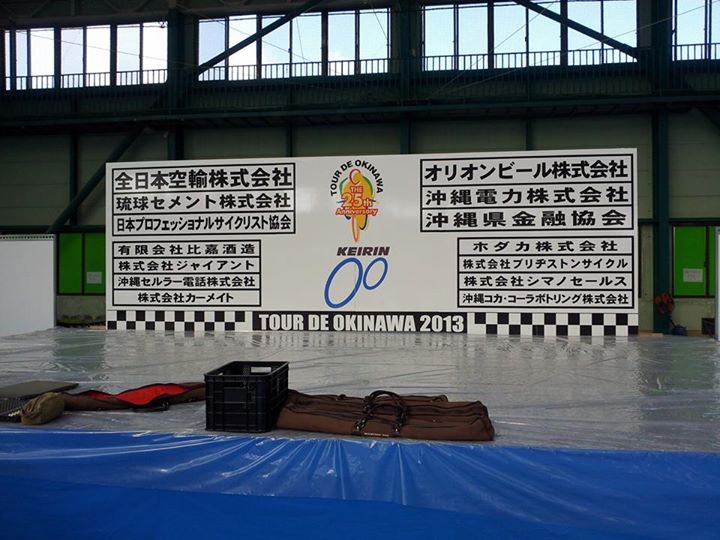 全日本空輸株式会社
琉球セメント株式会社
日本プロフェッショナルサイクリスト協会
有限会社比嘉酒造
株式会社ジャイアント
沖縄セルラー電話株式会社
株式会社カーメイト
TOUR DE OKINAWA
THE
25th
Anniversary
KEIRIN
オリオンビール株式会社
沖縄電力株式会社
沖縄県金融協会
ホダカ株式会社
株式会社ブリヂストンサイクル
株式会社シマノセールス
沖縄コカ・コーラボトリング株式会社
TOUR DE OKINAWA 2013